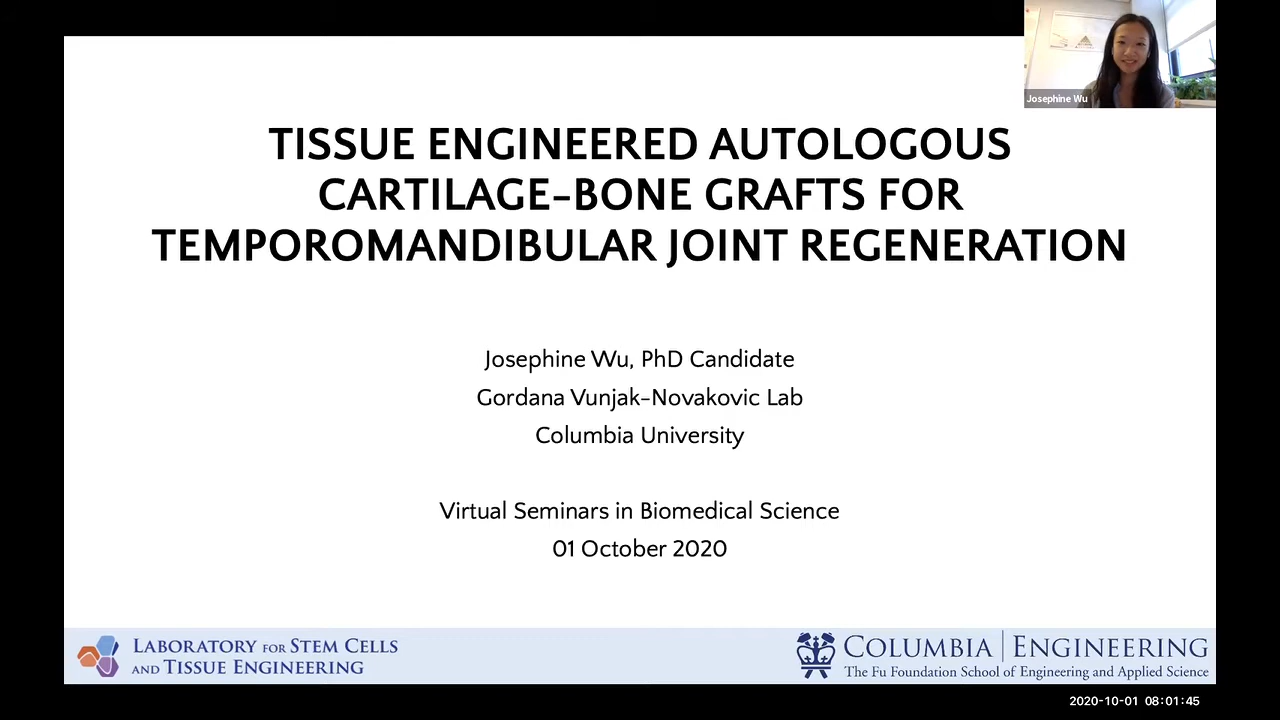 Josephine Wu
TISSUE ENGINEERED AUTOLOGOUS
CARTILAGE-BONE GRAFTS FOR
TEMPOROMANDIBULAR JOINT REGENERATION
Josephine Wu, PhD Candidate
Gordana Vunjak-Novakovic Lab
Columbia University
Virtual Seminars in Biomedical Science
01 October 2020
LABORATORY FOR STEM CELLS
AND TISSUE ENGINEERING
COLUMBIA | ENGINEERING
The Fu Foundation School of Engineering and Applied Science
2020-10-01 08:01:45